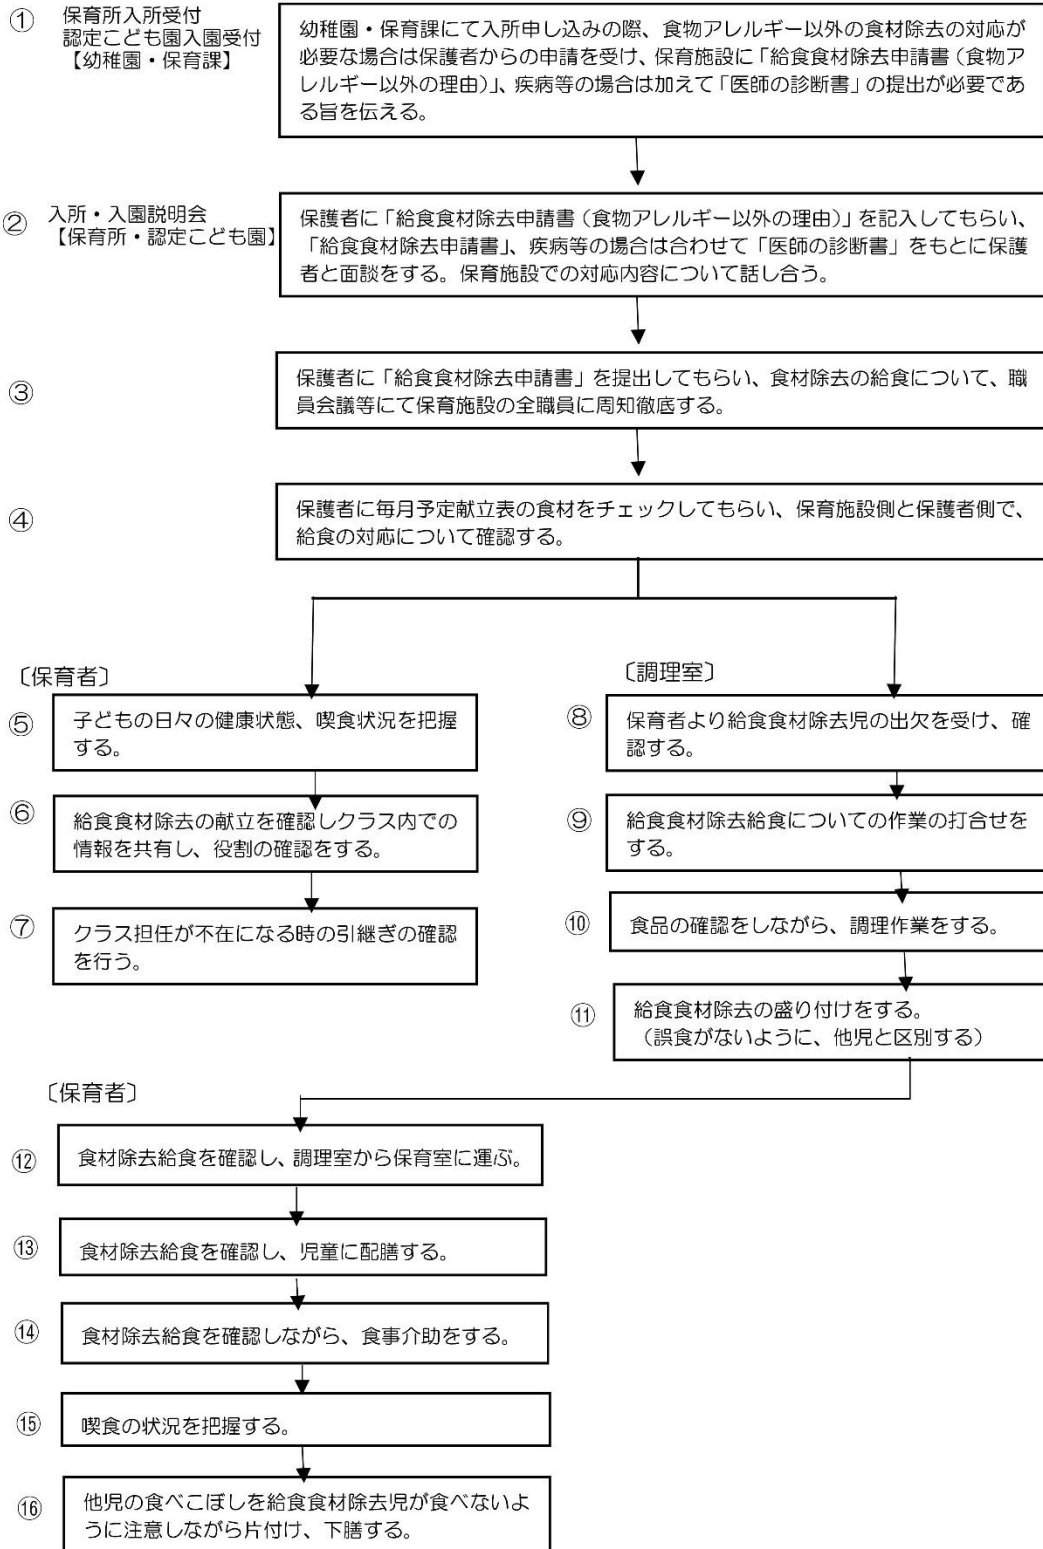 ①
保育所入所受付
認定こども園入園受付
【幼稚園・保育課】
幼稚園・保育課にて入所申し込みの際、食物アレルギー以外の食材除去の対応が
必要な場合は保護者からの申請を受け、保育施設に「給食食材除去申請書（食物ア
レルギー以外の理由）」、疾病等の場合は加えて「医師の診断書」の提出が必要であ
る旨を伝える。
②
入所・入園説明会
【保育所・認定こども園】
保護者に「給食食材除去申請書（食物アレルギー以外の理由）」を記入してもらい、
「給食食材除去申請書」、疾病等の場合は合わせて「医師の診断書」をもとに保護
者と面談をする。保育施設での対応内容について話し合う。
③
保護者に「給食食材除去申請書」を提出してもらい、食材除去の給食について、職
員会議等にて保育施設の全職員に周知徹底する。
④
保護者に毎月予定献立表の食材をチェックしてもらい、保育施設側と保護者側で、
給食の対応について確認する。
〔保育者〕
⑤
子どもの日々の健康状態、喫食状況を把握
する。
⑥
給食食材除去の献立を確認しクラス内での
情報を共有し、役割の確認をする。
⑦
クラス担任が不在になる時の引継ぎの確認
を行う。
〔調理室〕
⑧
保育者より給食食材除去児の出欠を受け、確
認する。
⑨
給食食材除去給食についての作業の打合せを
する。
⑩
食品の確認をしながら、調理作業をする。
⑪
給食食材除去の盛り付けをする。
（誤食がないように、他児と区別する）
〔保育者〕
⑫
食材除去給食を確認し、調理室から保育室に運ぶ。
⑬
食材除去給食を確認し、児童に配膳する。
⑭
食材除去給食を確認しながら、食事介助をする。
⑮
喫食の状況を把握する。
⑯
他児の食べこぼしを給食食材除去児が食べないよ
うに注意しながら片付け、下膳する。